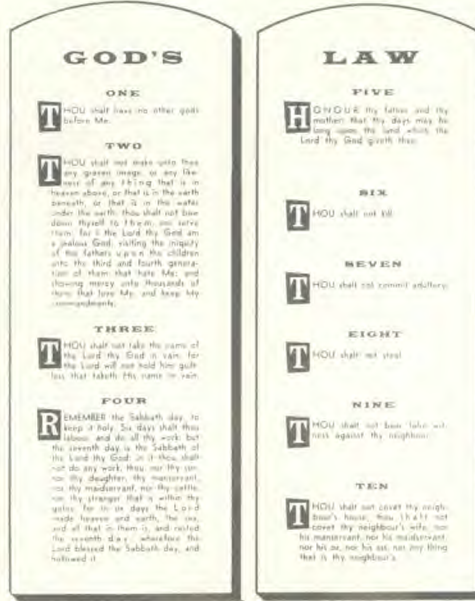 GOD'S
ONE
THOU shalt have no other gods
before Me.
TWO
THOU shalt not make unto thee
any graven image, or any like-
ness of any thing that is in
heaven above, or that is in the earth
beneath, or that is in the water
under the earth: thou shalt not bow
down thyself to them, nor serve
them: for I the Lord thy God am
a jealous God, visiting the iniquity
of the fathers upon the children
unto the third and fourth genera-
tion of them that hate Me; and
showing mercy unto thousands of
them that love Me, and keep My
commandments.
THREE
THOU shalt not take the name of
the Lord thy God in vain; for
the Lord will not hold him guilt-
less that taketh His name in vain.
FOUR
REMEMBER the Sabbath day, to
keep it holy. Six days shalt thou
labour, and do all thy work: but
the seventh day is the Sabbath of
the Lord thy God: in it thou shalt
not do any work, thou, nor thy son,
nor thy daughter, thy manservant,
nor thy maidservant, nor thy cattle,
nor thy stranger that is within thy
gates: for in six days the Lord
made heaven and earth, the sea,
and all that in them is, and rested
the seventh day: wherefore the
Lord blessed the Sabbath day, and
hallowed it.
LAW
FIVE
HONOUR thy father and thy
mother: that thy days may be
long upon the land which the
Lord thy God giveth thee.
SIX
THOU shalt not kill.
SEVEN
THOU shalt not commit adultery.
EIGHT
THOU shalt not steal.
NINE
THOU shalt not bear false wit-
ness against thy neighbour.
TEN
THOU shalt not covet thy neigh-
bour's house, thou shalt not
covet thy neighbour's wife, nor
his manservant, nor his maidservant,
nor his ox, nor his ass, nor any thing
that is thy neighbour's.